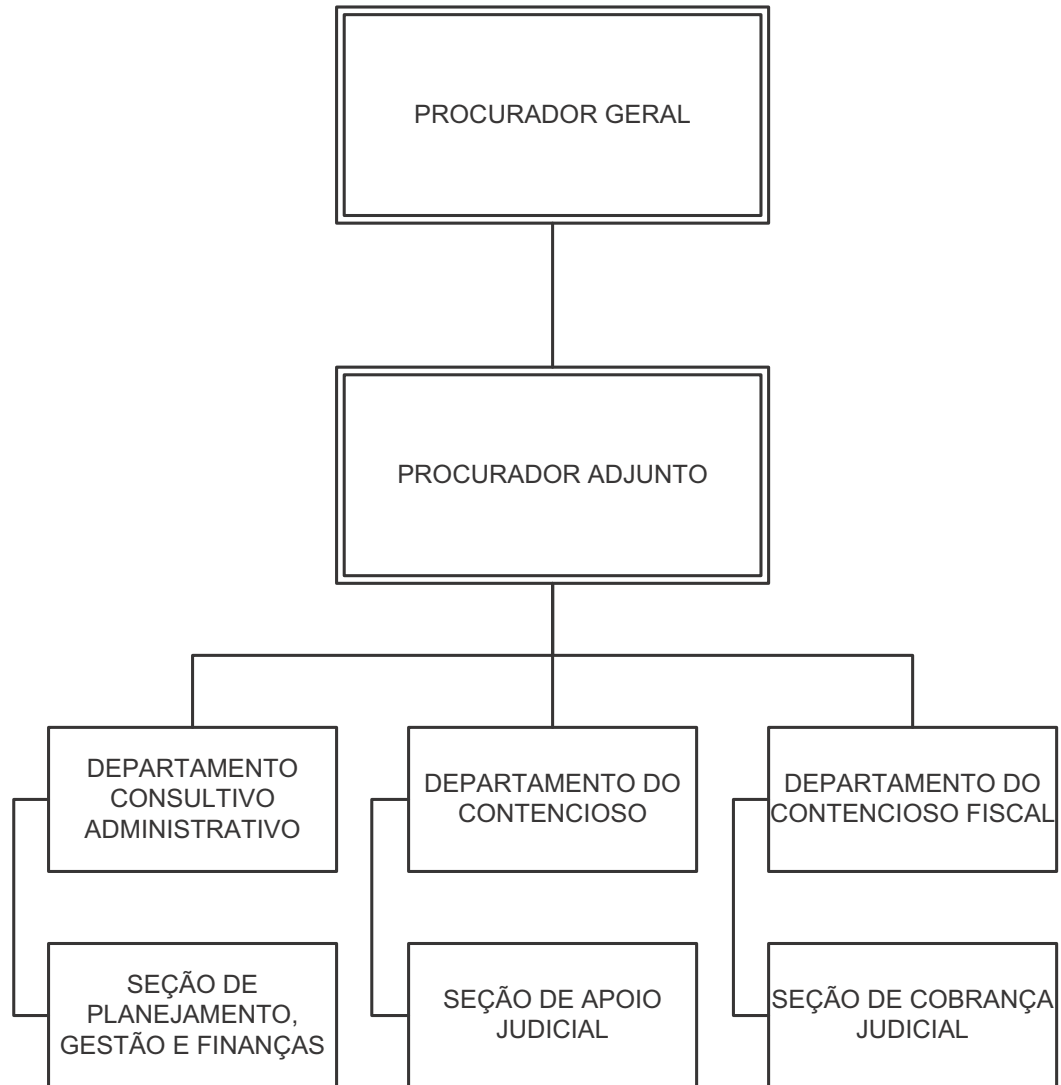 PROCURADOR GERAL
PROCURADOR ADJUNTO
DEPARTAMENTO
CONSULTIVO
ADMINISTRATIVO
DEPARTAMENTO DO
CONTENCIOSO
DEPARTAMENTO DO
CONTENCIOSO FISCAL
SEÇÃO DE
PLANEJAMENTO,
GESTÃO E FINANÇAS
SEÇÃO DE APOIO
JUDICIAL
SEÇÃO DE COBRANÇA
JUDICIAL